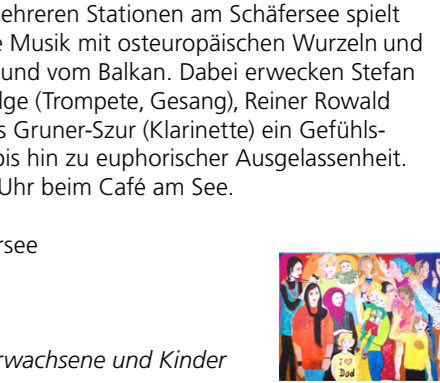 ehreren Stationen am Schäfersee spielt
e Musik mit osteuropäischen Wurzeln und
und vom Balkan. Dabei erwecken Stefan
lge (Trompete, Gesang), Reiner Rowald
s Gruner-Szur (Klarinette) ein Gefühls-
bis hin zu euphorischer Ausgelassenheit.
Uhr beim Café am See.
rsee
rwachsene und Kinder
i ♥
Dad